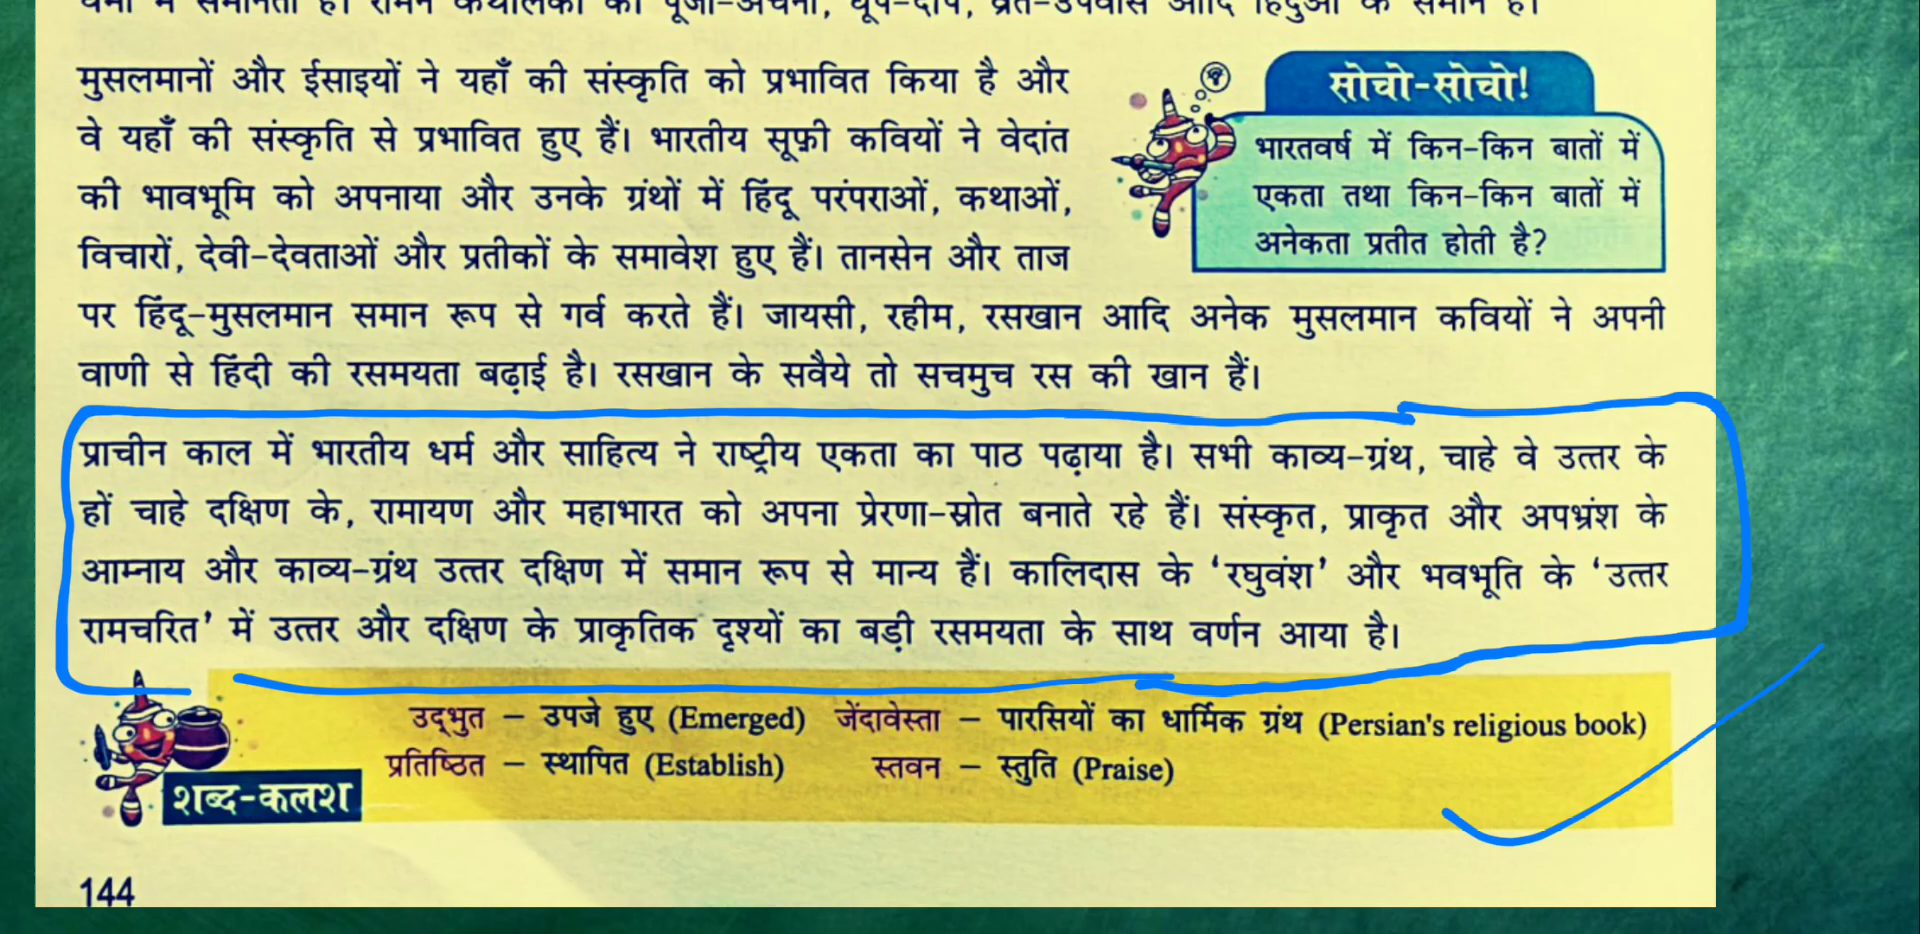 धर्मों में समानता है। रोमन कैथोलिकों की पूजा-अर्चना, धूप-दीप, व्रत-उपवास आदि हिंदुओं के समान हैं।
मुसलमानों और ईसाइयों ने यहाँ की संस्कृति को प्रभावित किया है और
वे यहाँ की संस्कृति से प्रभावित हुए हैं। भारतीय सूफ़ी कवियों ने वेदांत
की भावभूमि को अपनाया और उनके ग्रंथों में हिंदू परंपराओं, कथाओं,
विचारों, देवी-देवताओं और प्रतीकों के समावेश हुए हैं। तानसेन और ताज
सोचो-सोचो!
भारतवर्ष में किन-किन बातों में
एकता तथा किन-किन बातों में
अनेकता प्रतीत होती है?
पर हिंदू-मुसलमान समान रूप से गर्व करते हैं। जायसी, रहीम, रसखान आदि अनेक मुसलमान कवियों ने अपनी
वाणी से हिंदी की रसमयता बढ़ाई है। रसखान के सवैये तो सचमुच रस की खान हैं।
प्राचीन काल में भारतीय धर्म और साहित्य ने राष्ट्रीय एकता का पाठ पढ़ाया है। सभी काव्य-ग्रंथ, चाहे वे उत्तर के
हों चाहे दक्षिण के, रामायण और महाभारत को अपना प्रेरणा-स्रोत बनाते रहे हैं। संस्कृत, प्राकृत और अपभ्रंश के
आम्नाय और काव्य-ग्रंथ उत्तर दक्षिण में समान रूप से मान्य हैं। कालिदास के ‘रघुवंश’ और भवभूति के ‘उत्तर
रामचरित’ में उत्तर और दक्षिण के प्राकृतिक दृश्यों का बड़ी रसमयता के साथ वर्णन आया है।
उद्भुत – उपजे हुए (Emerged) जेंदावेस्ता – पारसियों का धार्मिक ग्रंथ (Persian's religious book)
प्रतिष्ठित – स्थापित (Establish) स्तवन – स्तुति (Praise)
शब्द-कलश
144